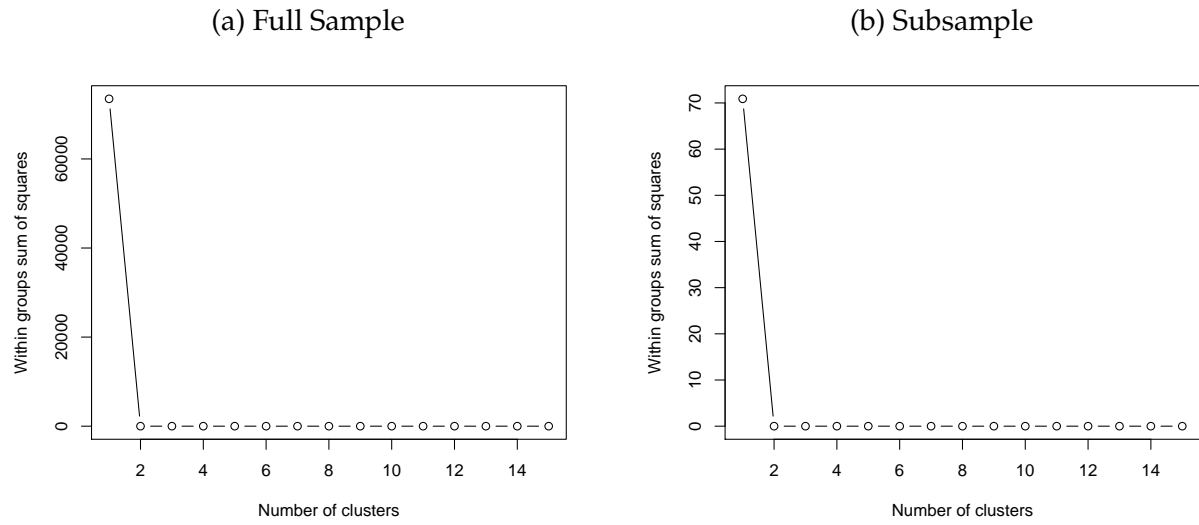 (a) Full Sample
Within groups sum of squares
60000
40000
20000
0
2 4 6 8 10 12 14
Number of clusters
(b) Subsample
Within groups sum of squares
70
60
50
40
30
20
10
0
2 4 6 8 10 12 14
Number of clusters